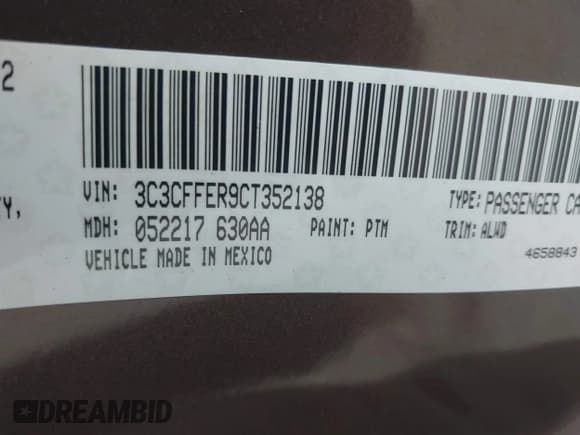 2
VIN: 3C3CFFER9CT352138 TYPE: PASSENGER CA
Y, MDH: 052217 630AA PAINT: PTM TRIM: ALWD
VEHICLE MADE IN MEXICO 4658843
DREAMBID